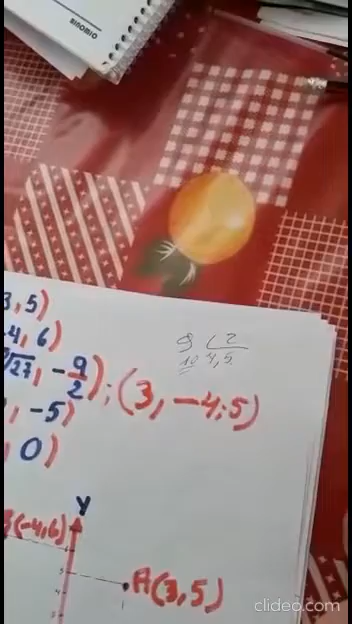 BINOMIO
3, 5)
-4, 6)
∛27, -9/2); (3, -4,5)
9 2
10 4,5
, -5)
, 0)
Y
B(-4,6)
A(3,5)
clideo.com